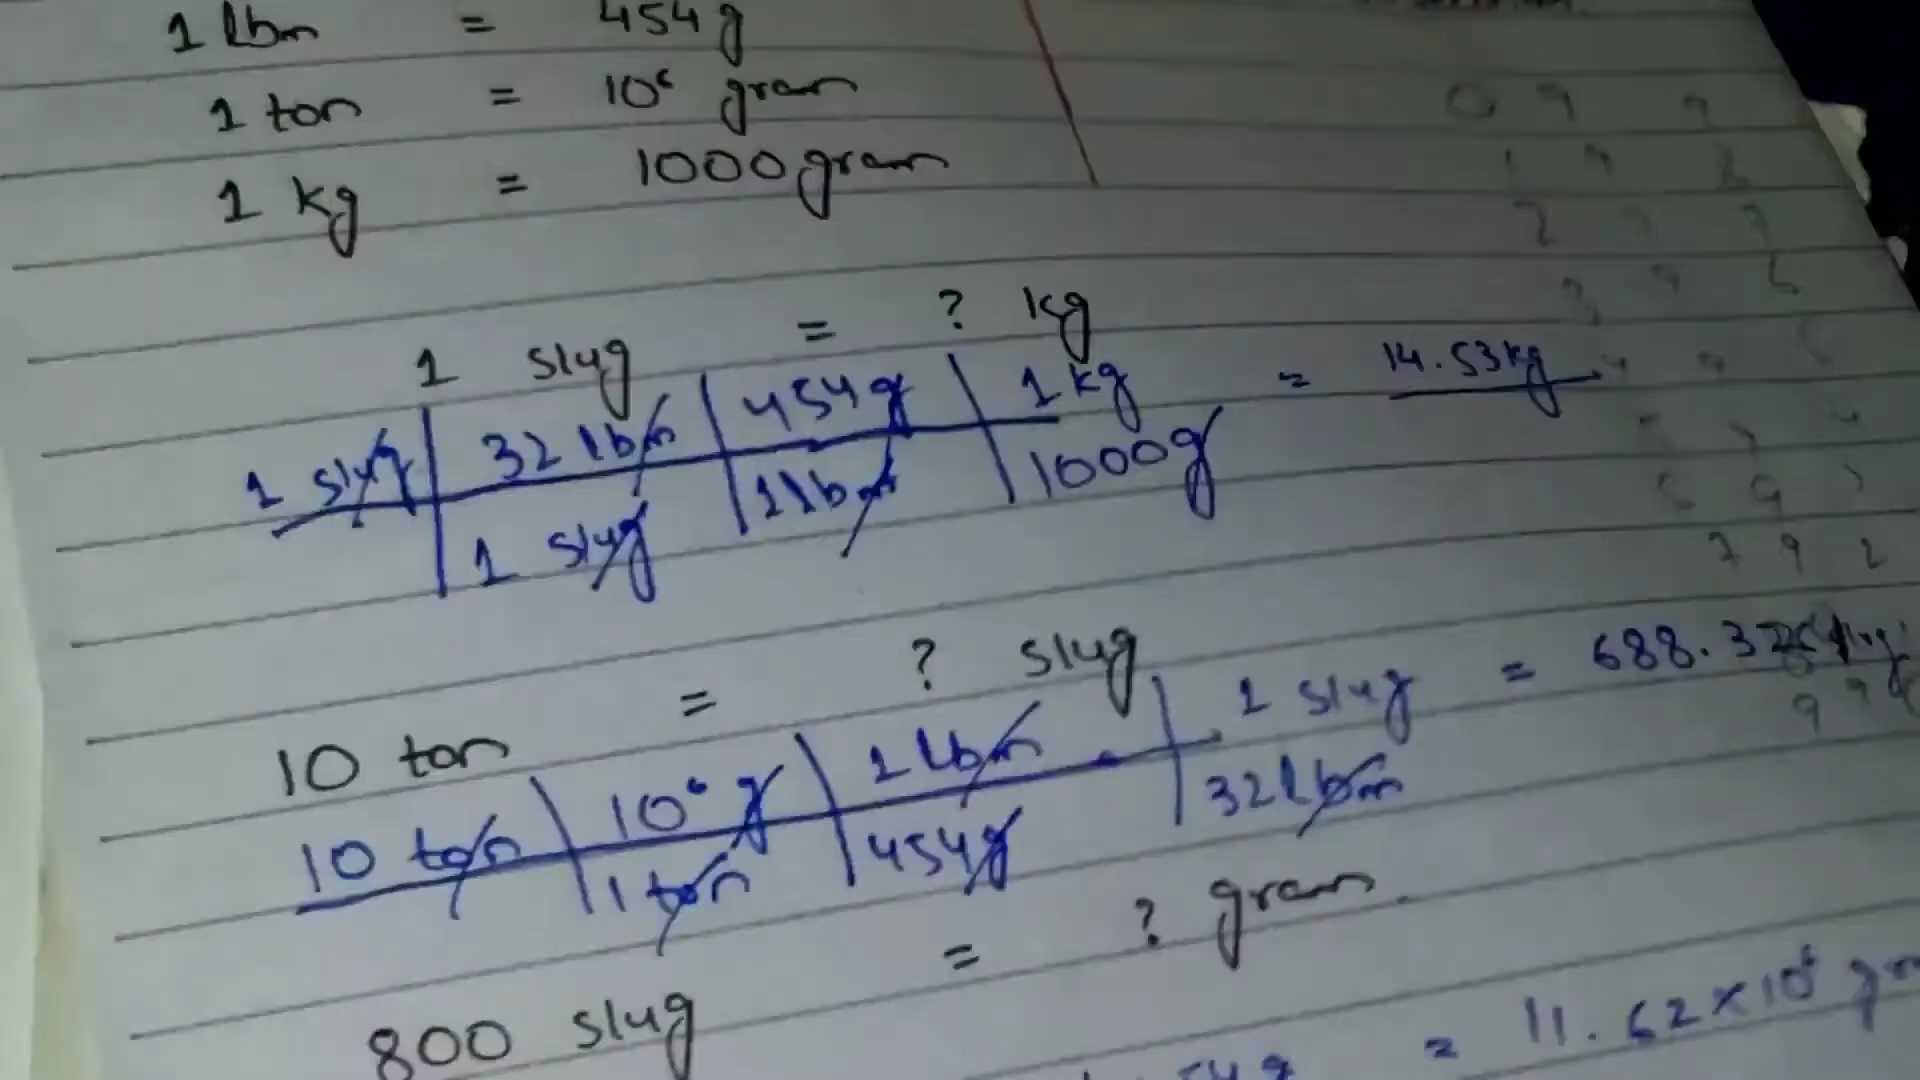 1 lbm = 454 g
1 ton = 10⁶ gram
1 kg = 1000 gram
1 slug = ? kg
1 slug | 32 lbm | 454 g | 1 kg = 14.53 kg
1 slug | 1 lbm | 1000 g
10 ton = ? slug
10 ton | 10⁶ g | 1 lbm | 1 slug = 688.32
1 ton | 454 g | 32 lbm
800 slug = ? gram.
= 11.62 × 10⁶